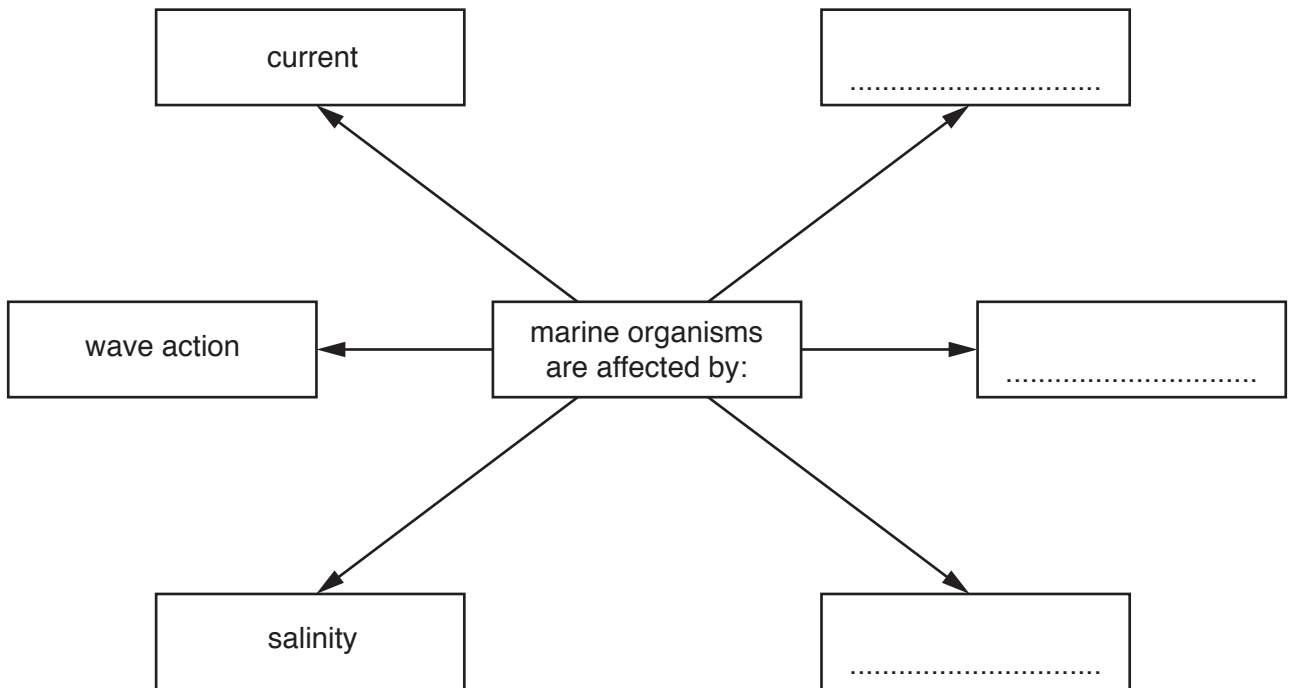 current
..............................
wave action
marine organisms
are affected by:
..............................
salinity
..............................